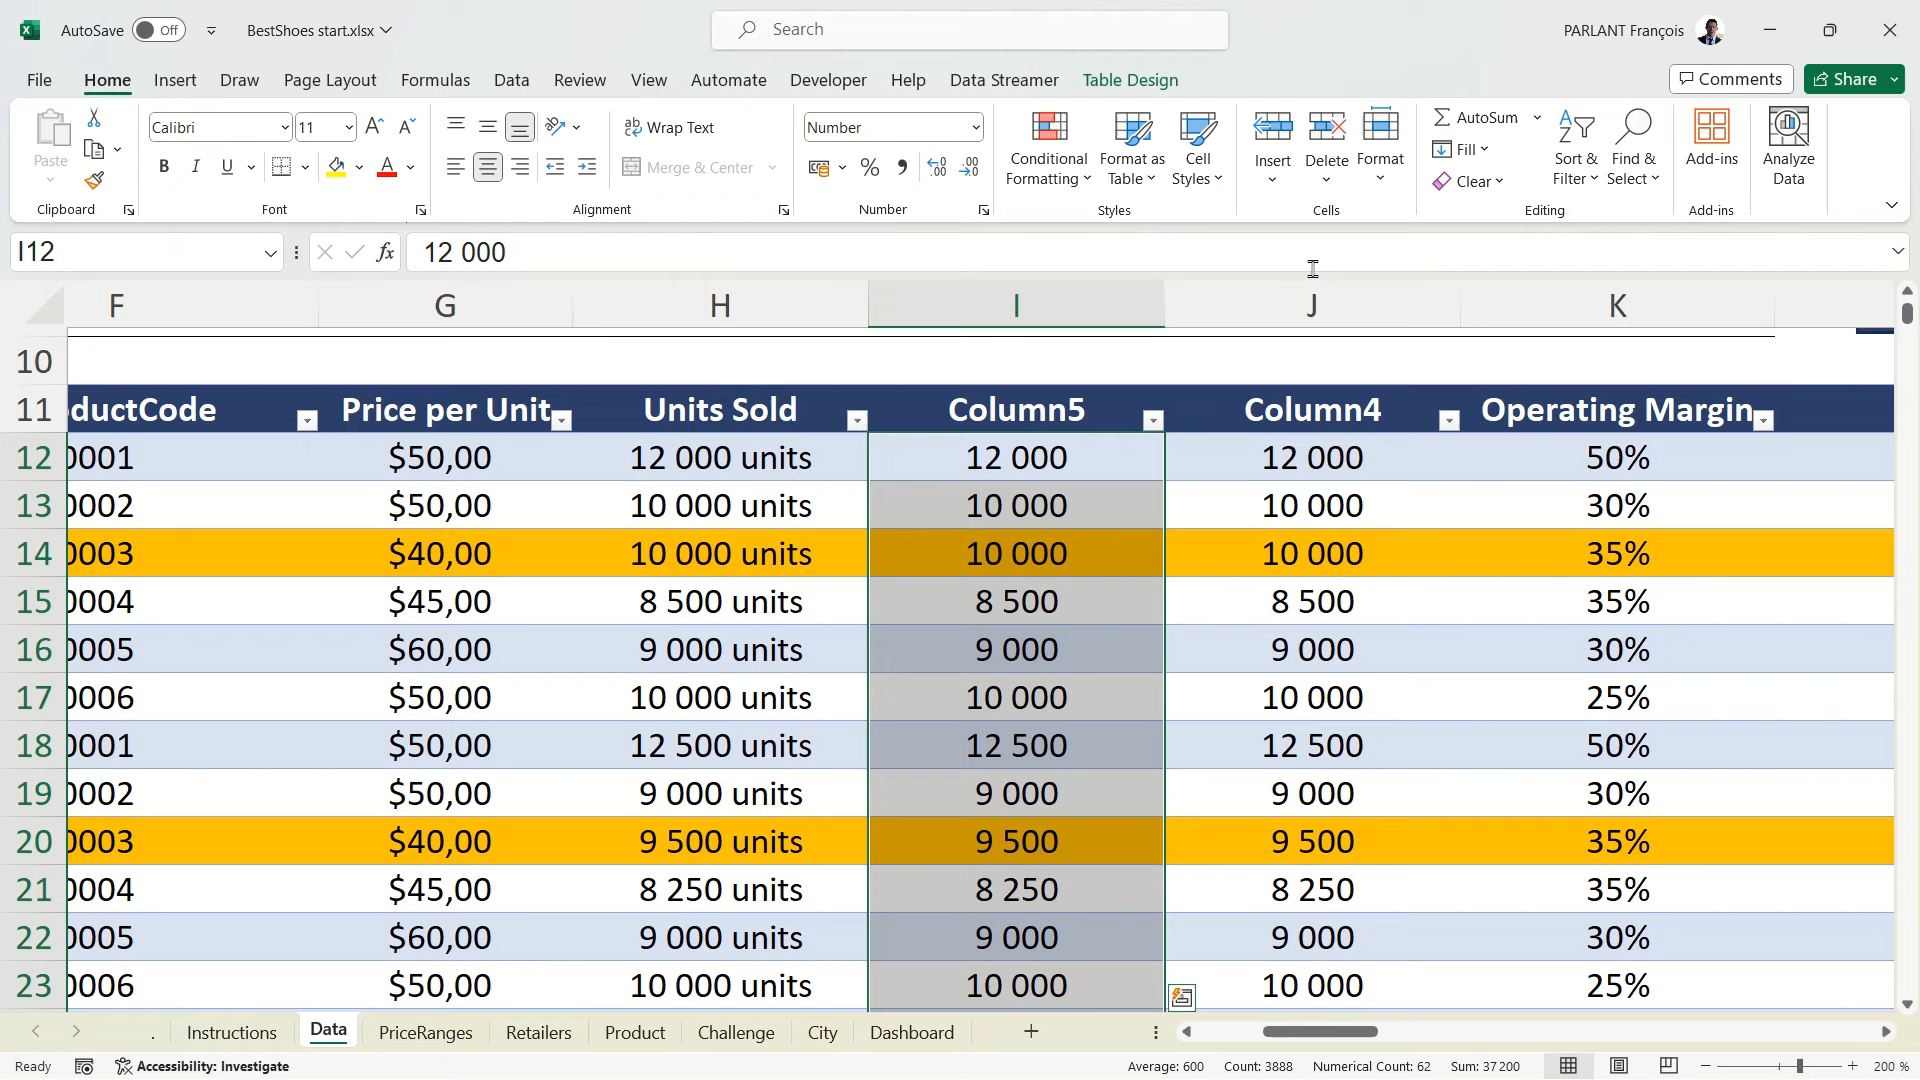 AutoSave Off BestShoes start.xlsx Search PARLANT François
File Home Insert Draw Page Layout Formulas Data Review View Automate Developer Help Data Streamer Table Design Comments Share
Paste Calibri 11 Wrap Text Number Conditional Formatting Format as Table Cell Styles Insert Delete Format AutoSum Sort & Filter Find & Select Add-ins Analyze Data
B I U A Merge & Center % Fill
Clear
Clipboard Font Alignment Number Styles Cells Editing Add-ins
I12 fx 12 000
F G H I J K
10
11 ductCode Price per Unit Units Sold Column5 Column4 Operating Margin
12 0001 $50,00 12 000 units 12 000 12 000 50%
13 0002 $50,00 10 000 units 10 000 10 000 30%
14 0003 $40,00 10 000 units 10 000 10 000 35%
15 0004 $45,00 8 500 units 8 500 8 500 35%
16 0005 $60,00 9 000 units 9 000 9 000 30%
17 0006 $50,00 10 000 units 10 000 10 000 25%
18 0001 $50,00 12 500 units 12 500 12 500 50%
19 0002 $50,00 9 000 units 9 000 9 000 30%
20 0003 $40,00 9 500 units 9 500 9 500 35%
21 0004 $45,00 8 250 units 8 250 8 250 35%
22 0005 $60,00 9 000 units 9 000 9 000 30%
23 0006 $50,00 10 000 units 10 000 10 000 25%
. Instructions Data PriceRanges Retailers Product Challenge City Dashboard +
Ready Accessibility: Investigate Average: 600 Count: 3888 Numerical Count: 62 Sum: 37 200 200 %